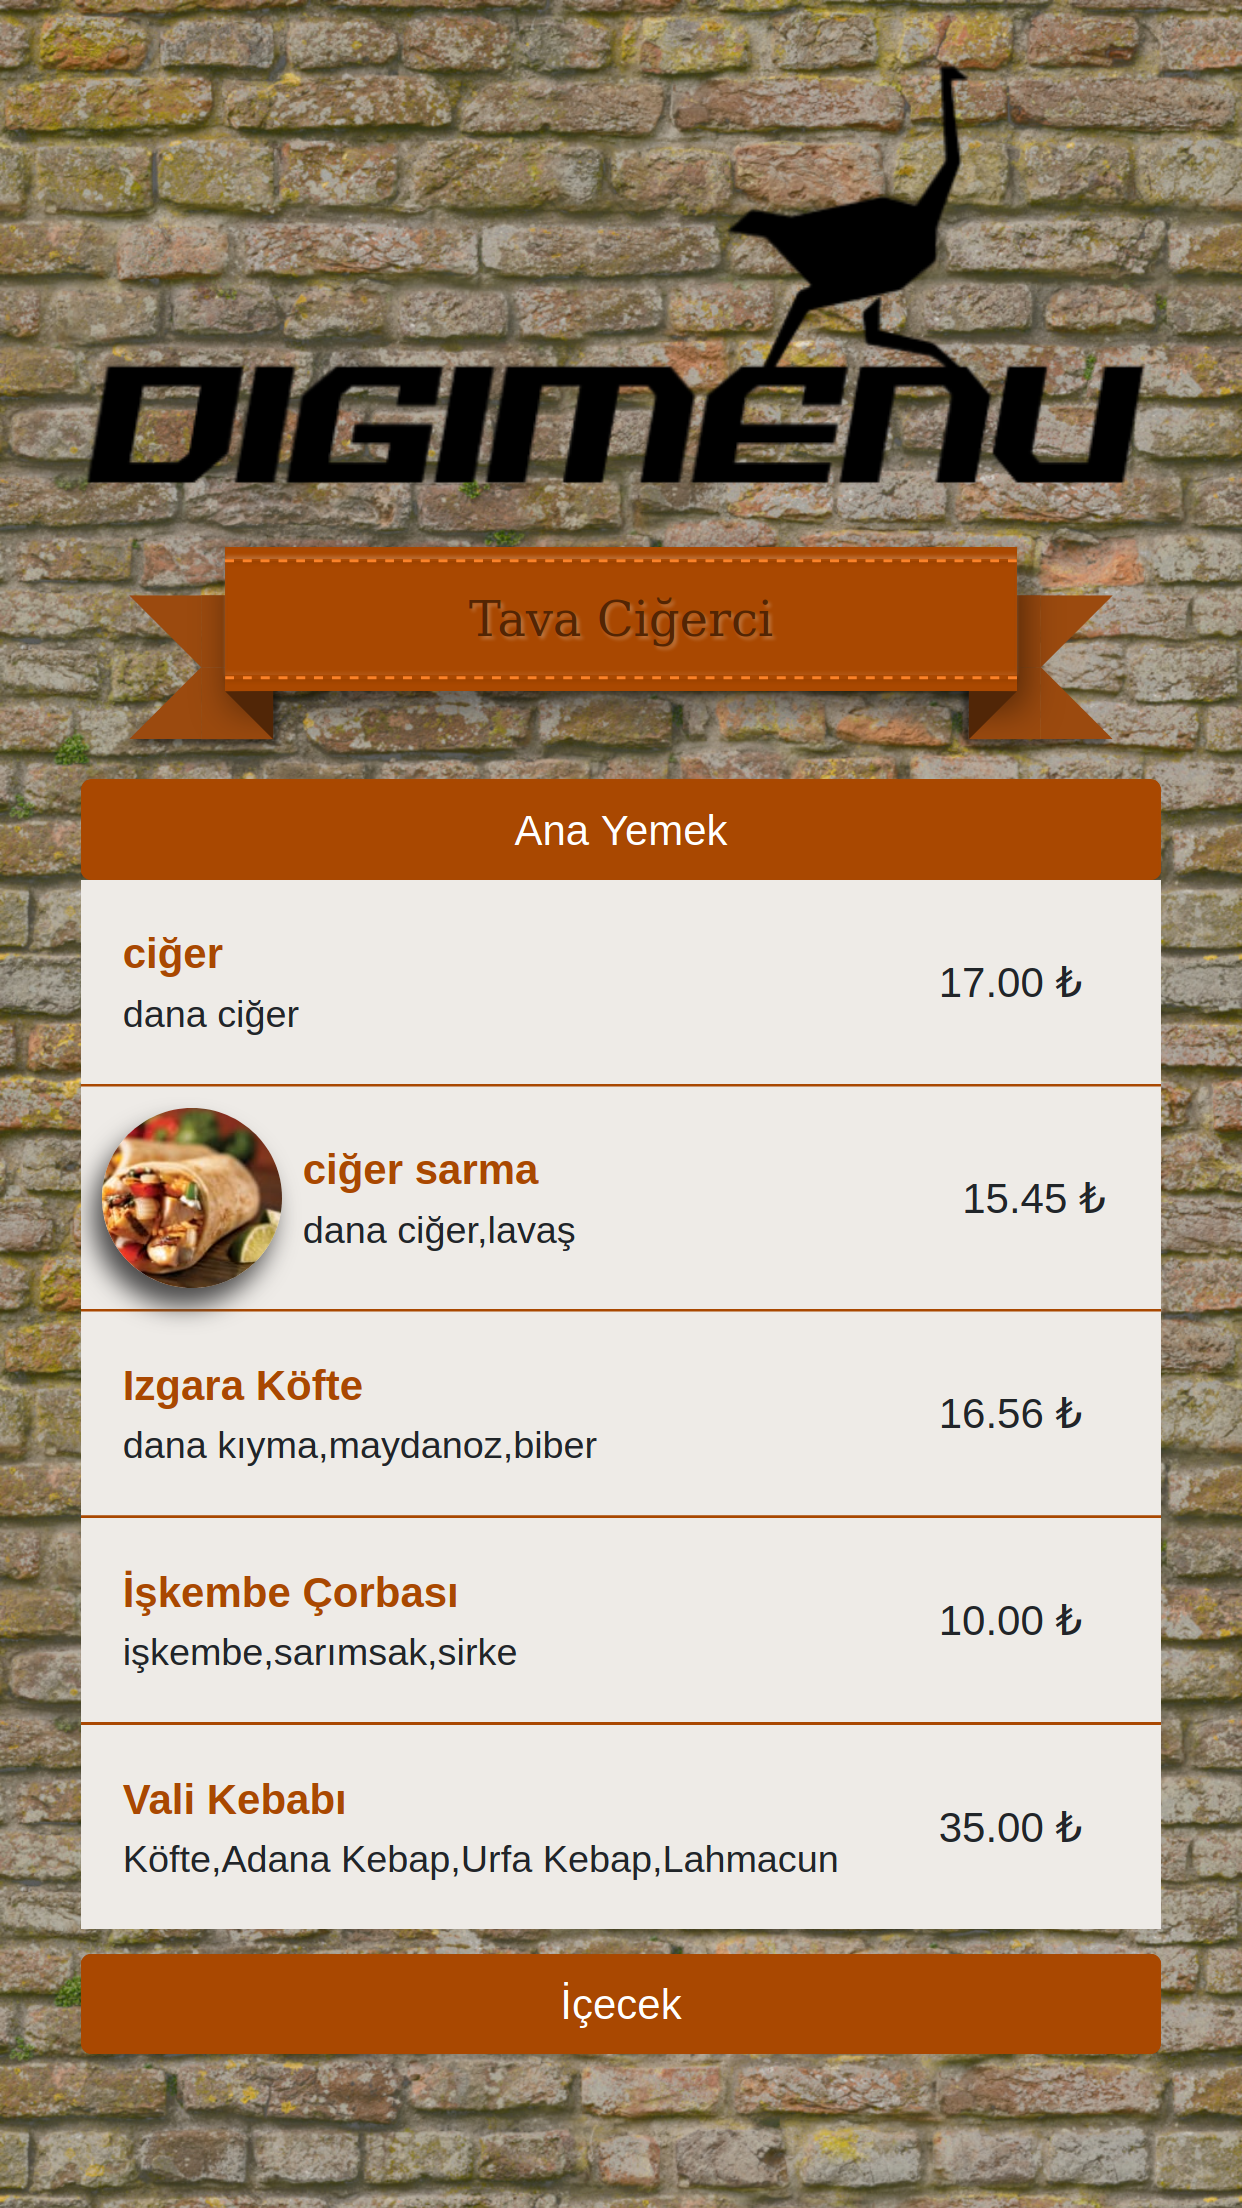 DIGIMENU
Tava Ciğerci
Ana Yemek
ciğer
dana ciğer
17.00 ₺
ciğer sarma
dana ciğer,lavaş
15.45 ₺
Izgara Köfte
dana kıyma,maydanoz,biber
16.56 ₺
İşkembe Çorbası
işkembe,sarımsak,sirke
10.00 ₺
Vali Kebabı
Köfte,Adana Kebap,Urfa Kebap,Lahmacun
35.00 ₺
İçecek